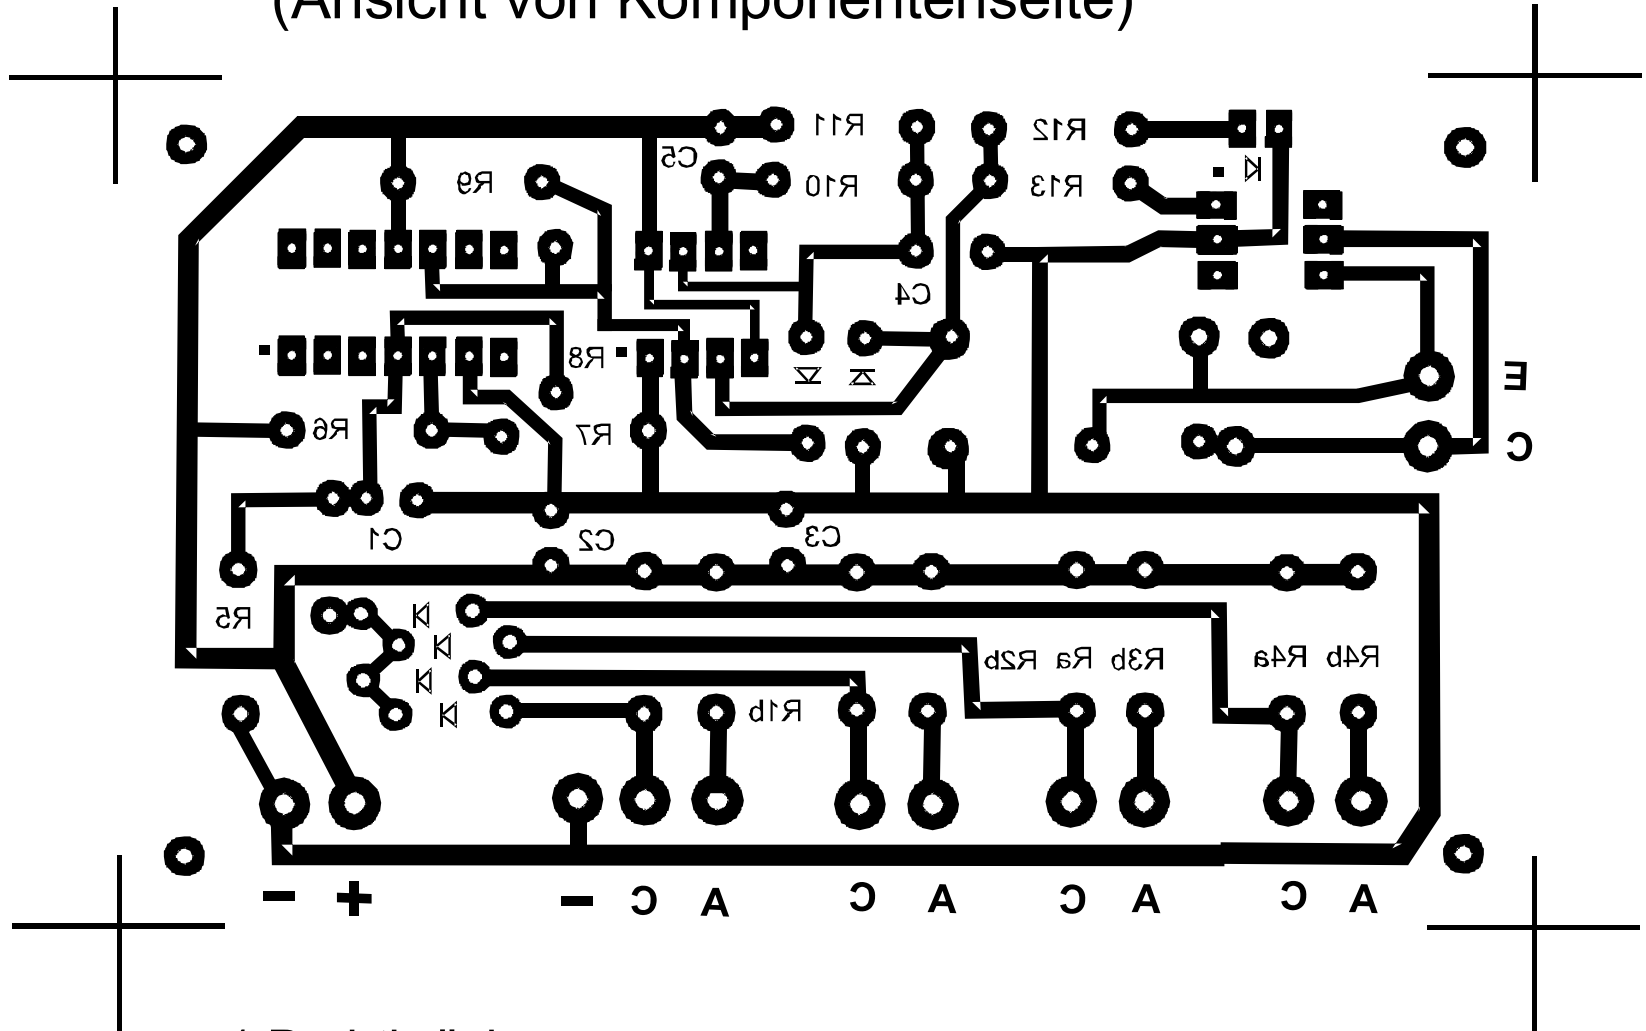 (Ansicht von Komponentenseite)
R11
R12
C5
R9
R10
R13
C4
R8
E
R6
R7
C
C1
C2
C3
R5
R2b
Ra
R3b
R4a
R4b
R1b
- +
- C A C A C A C A